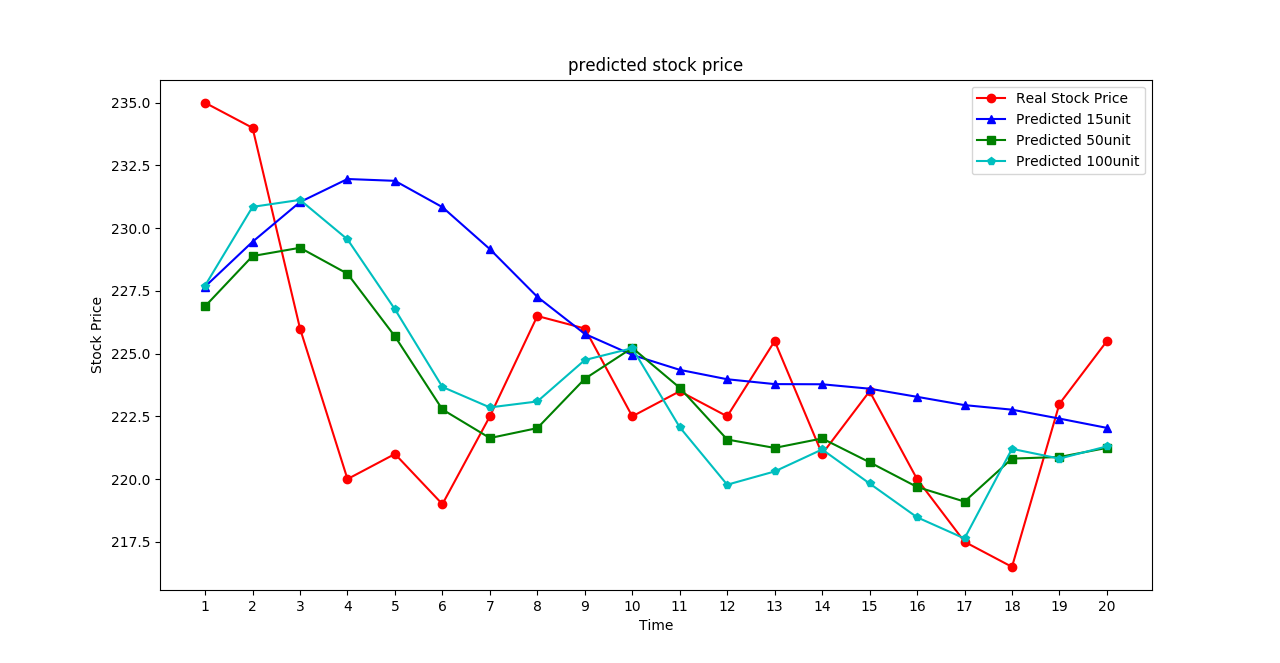 predicted stock price
Real Stock Price
Predicted 15unit
Predicted 50unit
Predicted 100unit
Stock Price
235.0
232.5
230.0
227.5
225.0
222.5
220.0
217.5
1 2 3 4 5 6 7 8 9 10 11 12 13 14 15 16 17 18 19 20
Time